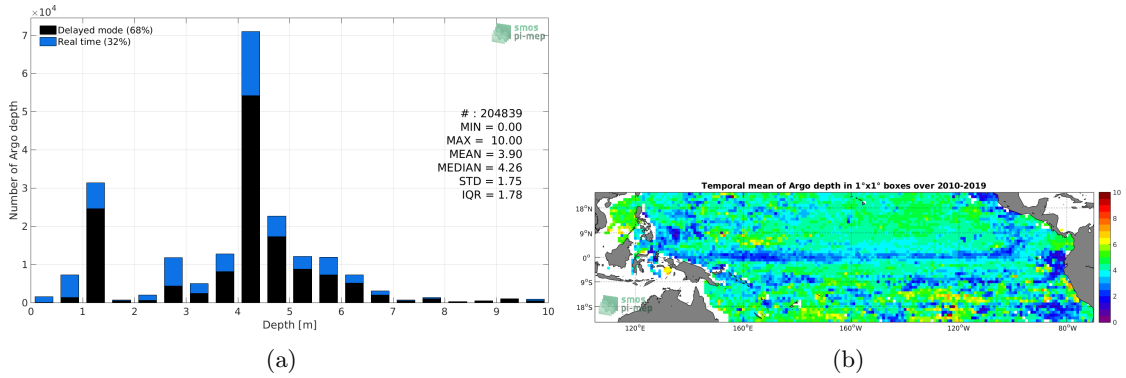 ×10⁴
7
6
5
4
3
2
1
0
Number of Argo depth
Delayed mode (68%)
Real time (32%)
smos
pi-mep
# : 204839
MIN = 0.00
MAX = 10.00
MEAN = 3.90
MEDIAN = 4.26
STD = 1.75
IQR = 1.78
0 1 2 3 4 5 6 7 8 9 10
Depth [m]
(a)
Temporal mean of Argo depth in 1°x1° boxes over 2010-2019
18°N
9°N
0°
9°S
18°S
smos
pi-mep
120°E 160°E 160°W 120°W 80°W
10
8
6
4
2
0
(b)